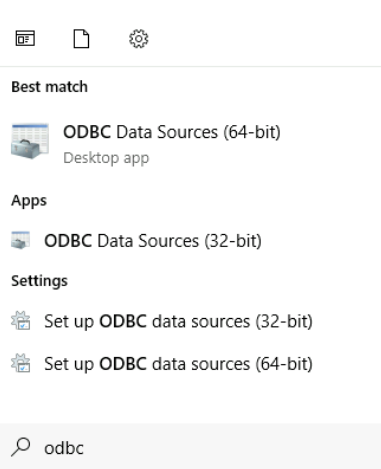 Best match
ODBC Data Sources (64-bit)
Desktop app
Apps
ODBC Data Sources (32-bit)
Settings
Set up ODBC data sources (32-bit)
Set up ODBC data sources (64-bit)
odbc